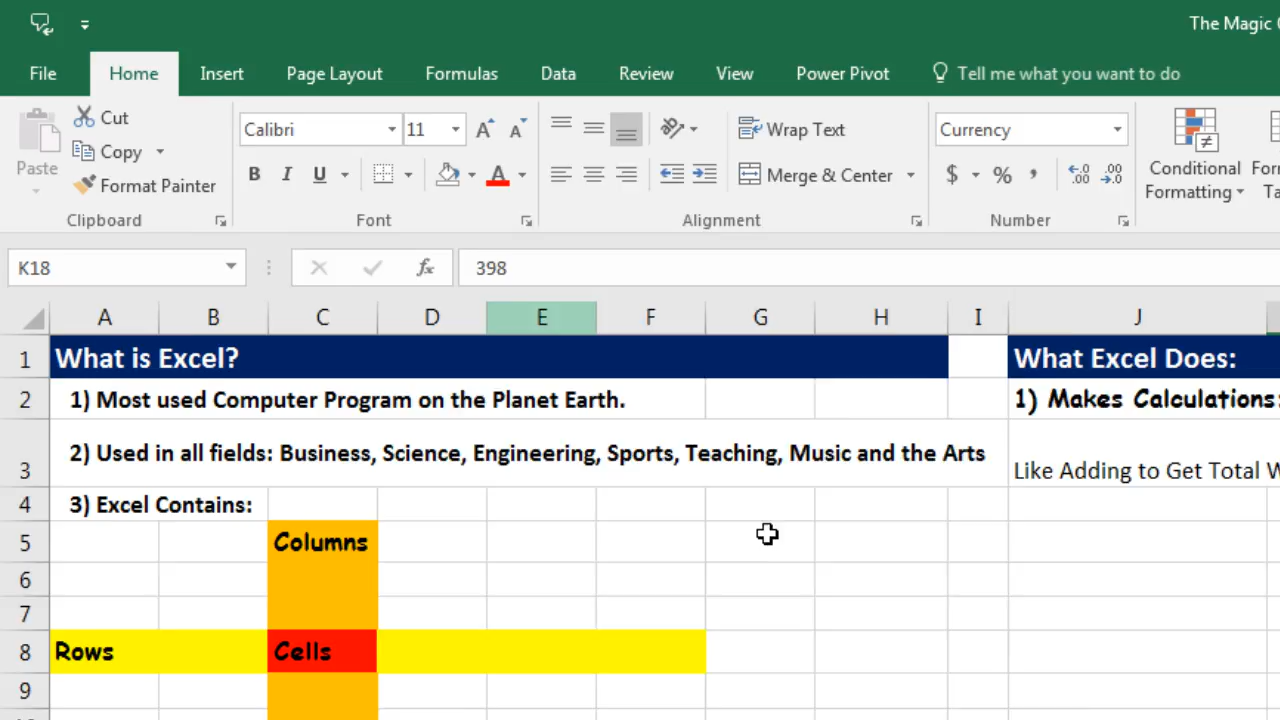 The Magic
File Home Insert Page Layout Formulas Data Review View Power Pivot Tell me what you want to do
Cut
Copy
Format Painter
Paste
Clipboard
Calibri 11
B I U A
Font
Wrap Text
Merge & Center
Alignment
Currency
$ % ,
Number
Conditional
Formatting
K18 fx 398
A B C D E F G H I J
1 What is Excel? What Excel Does:
2 1) Most used Computer Program on the Planet Earth. 1) Makes Calculations:
3 2) Used in all fields: Business, Science, Engineering, Sports, Teaching, Music and the Arts Like Adding to Get Total
4 3) Excel Contains:
5 Columns
6
7
8 Rows Cells
9